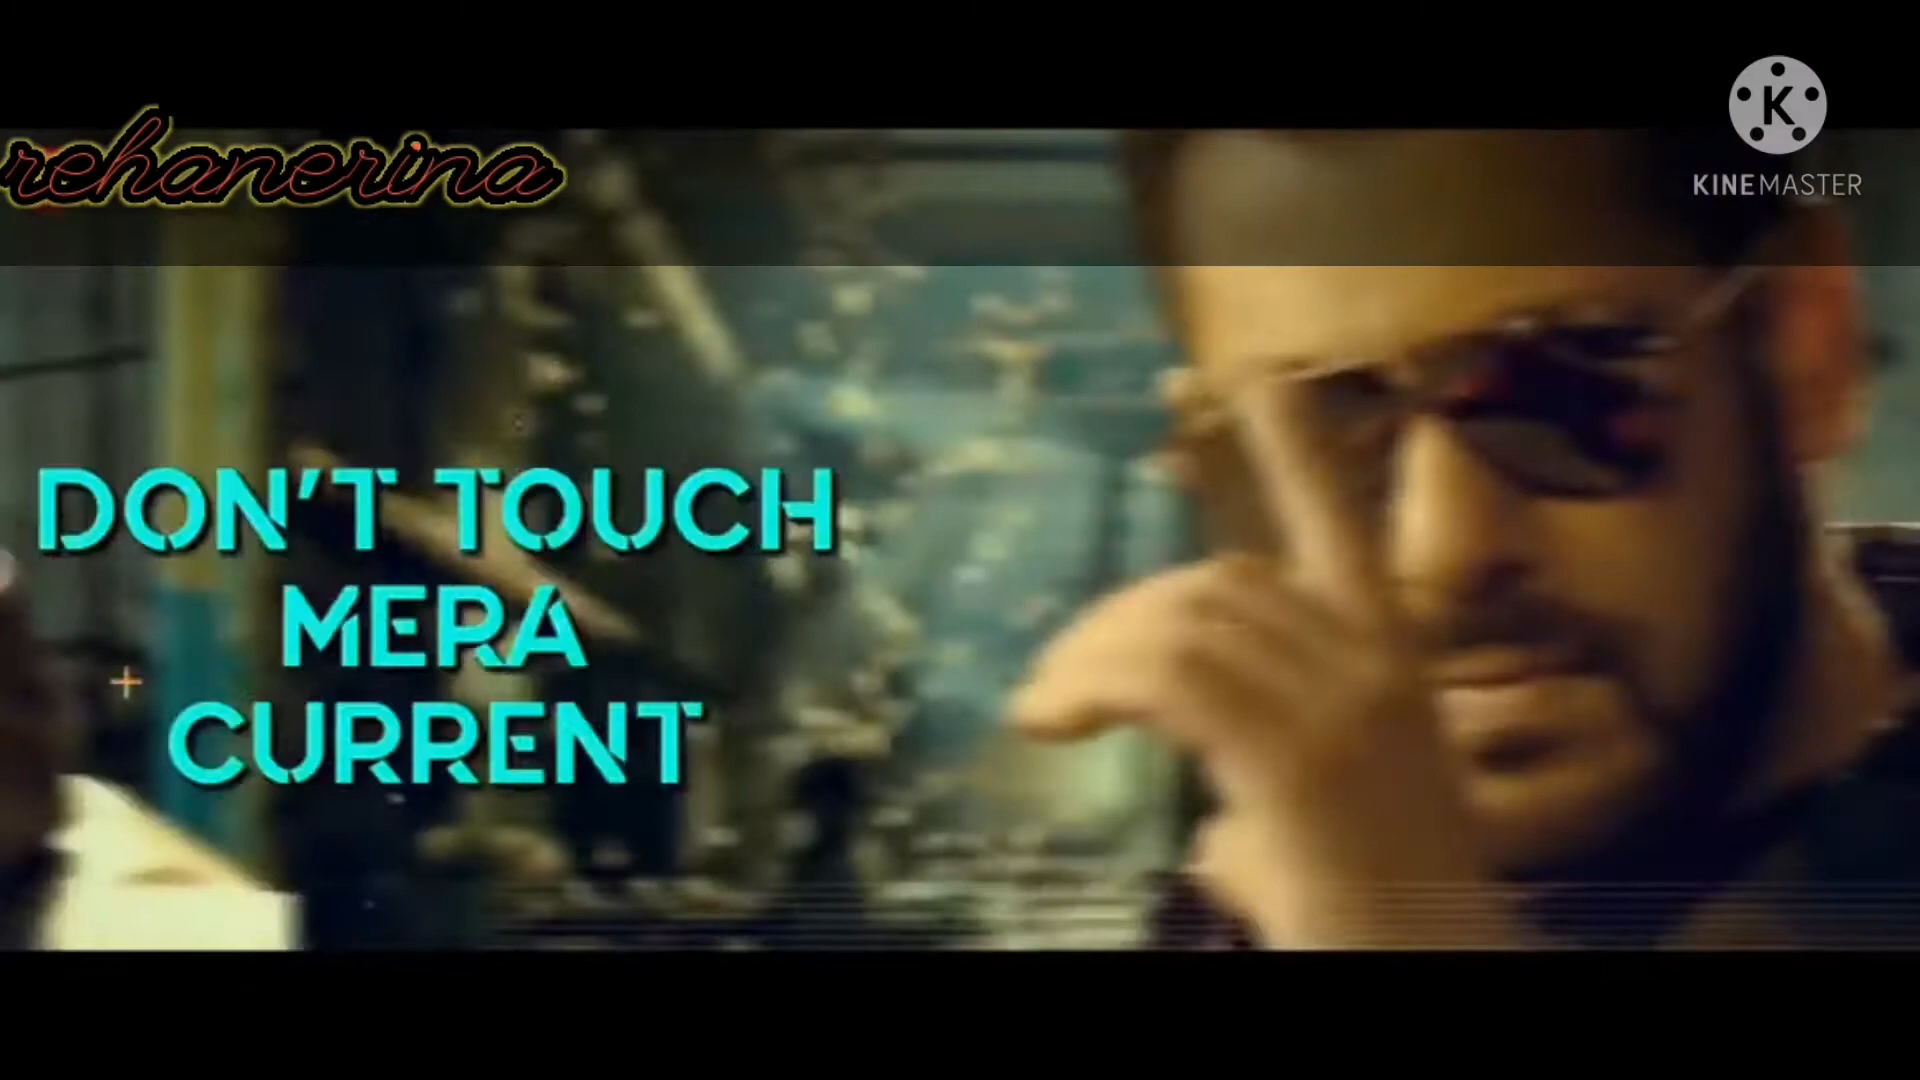 rehanerina
K
KINEMASTER
DON'T TOUCH
MERA
CURRENT